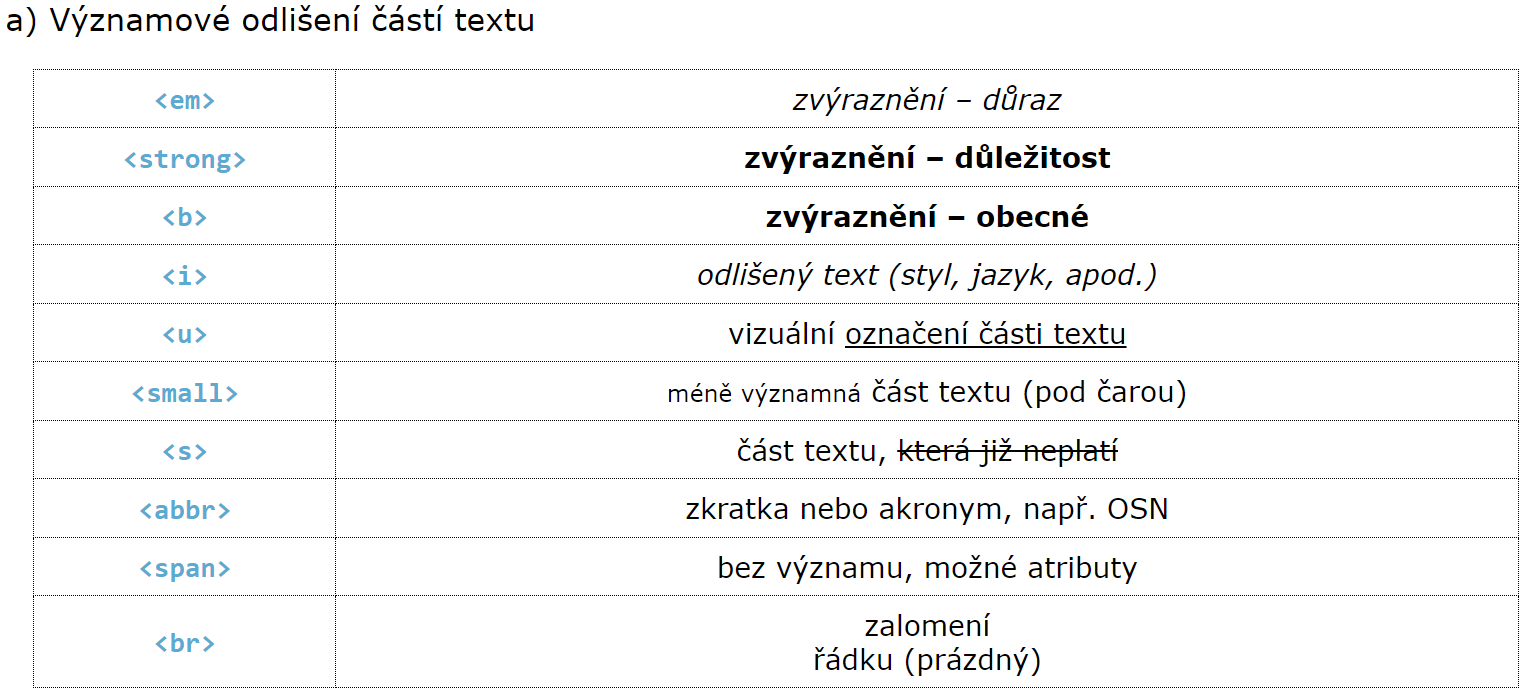 a) Významové odlišení částí textu
<em> zvýraznění – důraz
<strong> zvýraznění – důležitost
<b> zvýraznění – obecné
<i> odlišený text (styl, jazyk, apod.)
<u> vizuální označení části textu
<small> méně významná část textu (pod čarou)
<s> část textu, která již neplatí
<abbr> zkratka nebo akronym, např. OSN
<span> bez významu, možné atributy
<br> zalomení
řádku (prázdný)